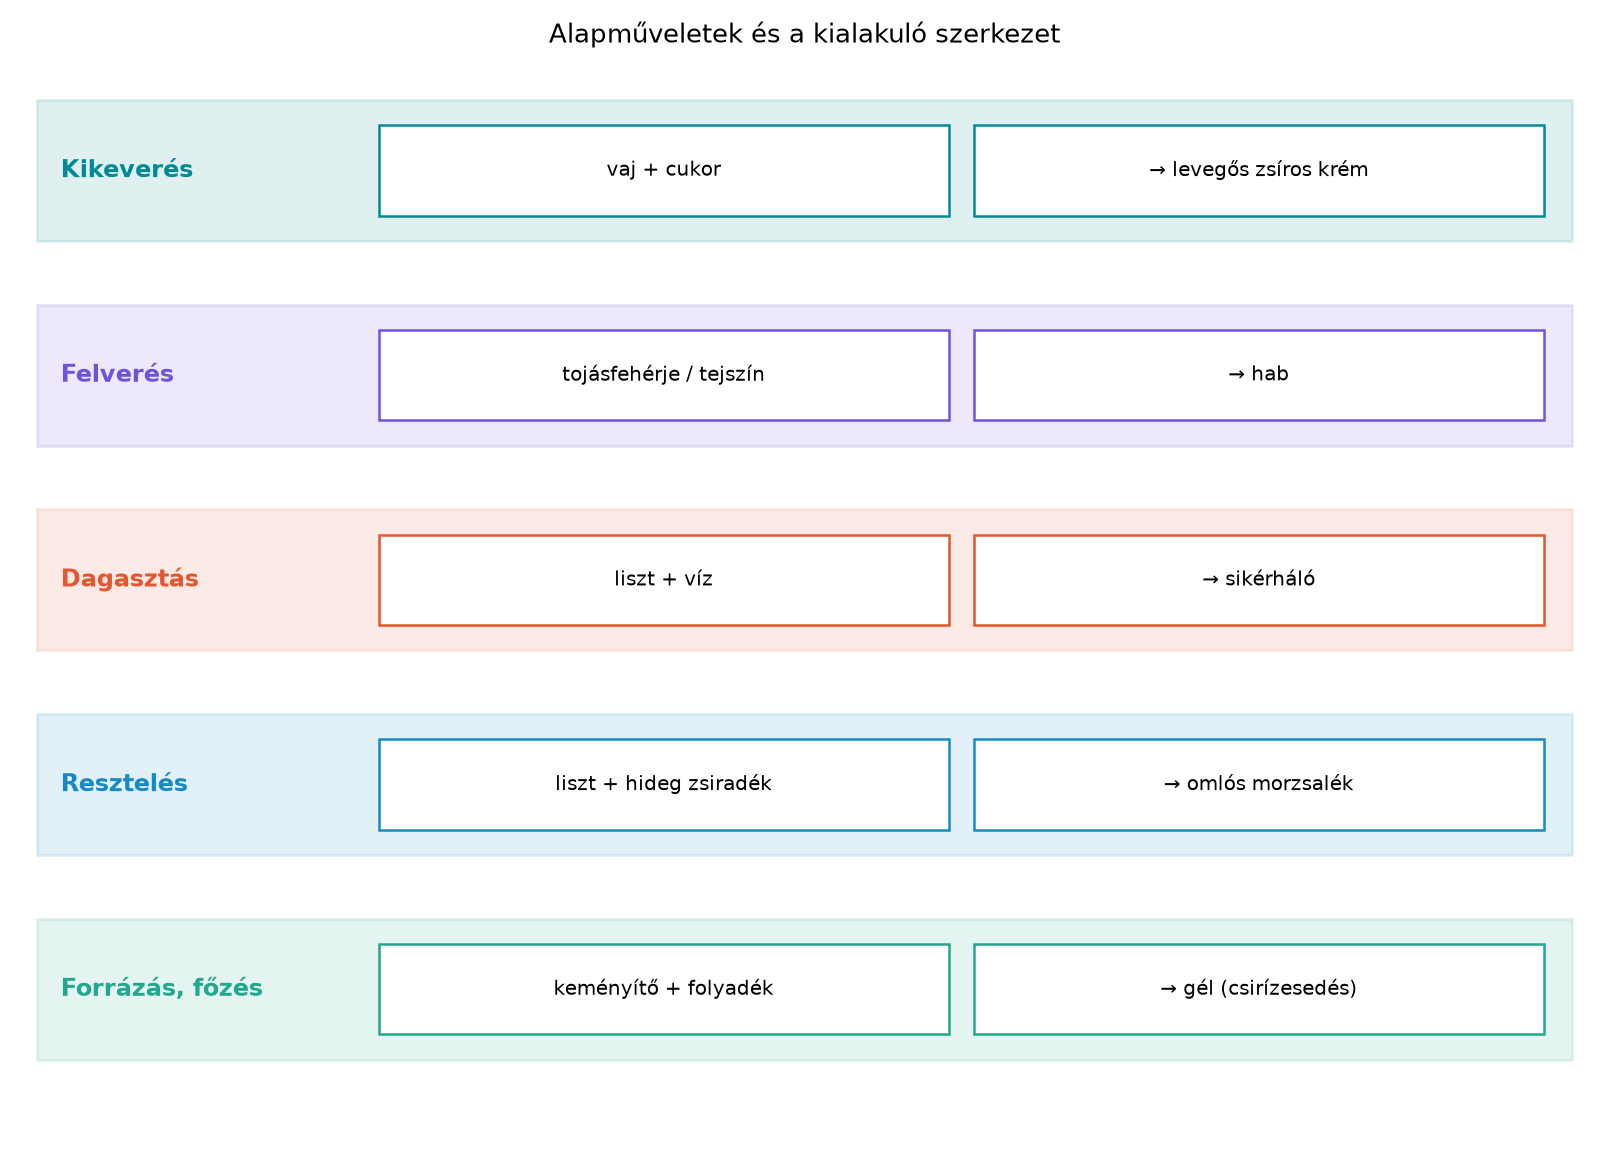 Alapműveletek és a kialakuló szerkezet
Kikeverés
vaj + cukor
→ levegős zsíros krém
Felverés
tojásfehérje / tejszín
→ hab
Dagasztás
liszt + víz
→ sikérháló
Resztelés
liszt + hideg zsiradék
→ omlós morzsalék
Forrázás, főzés
keményítő + folyadék
→ gél (csirízesedés)